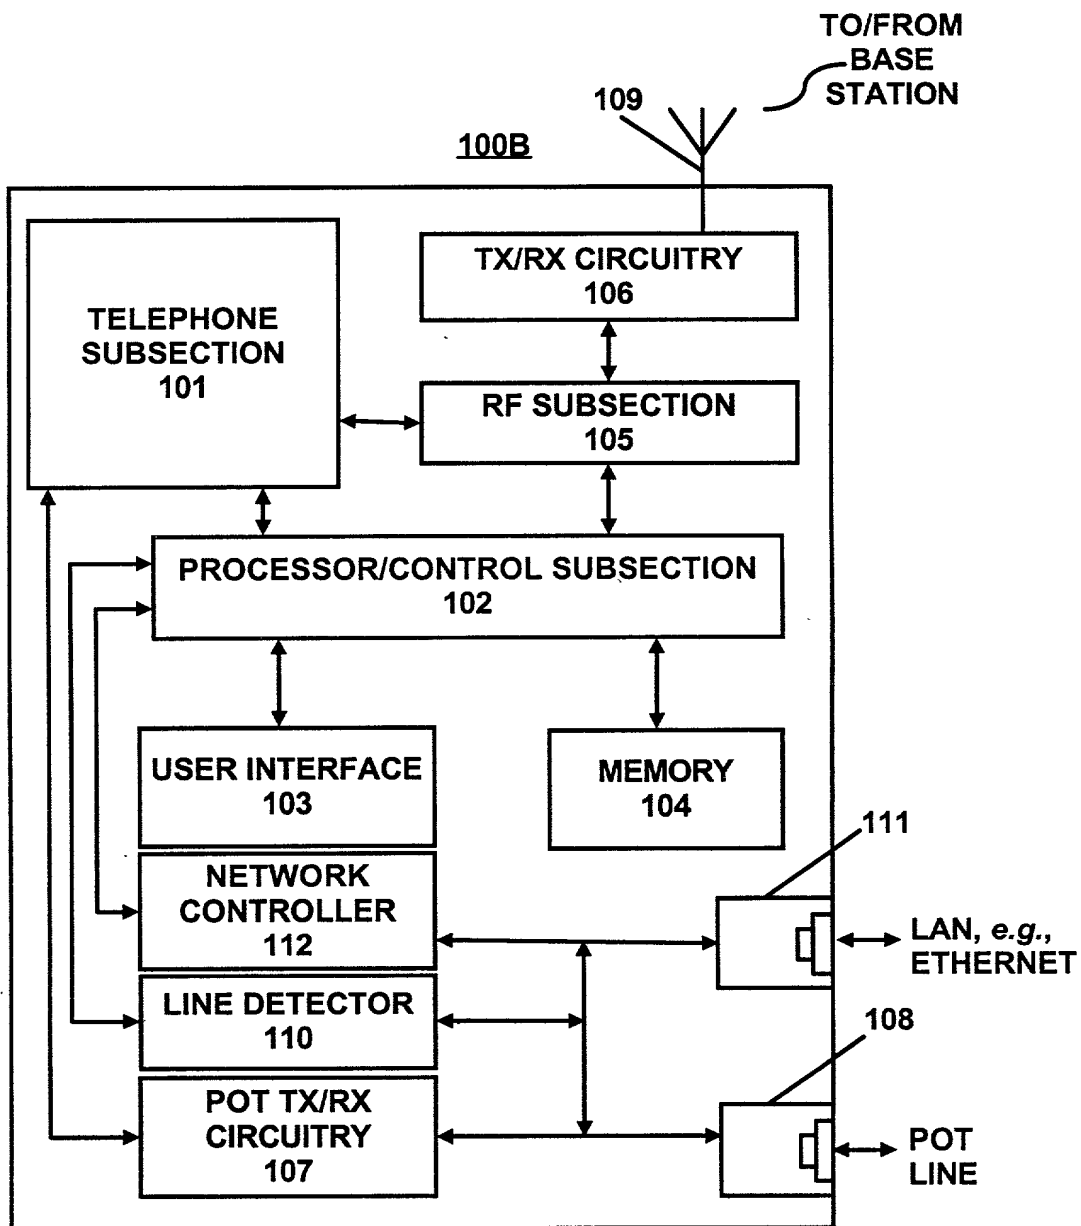 TO/FROM
BASE
STATION
109
100B
TX/RX CIRCUITRY
106
TELEPHONE
SUBSECTION
101
RF SUBSECTION
105
PROCESSOR/CONTROL SUBSECTION
102
USER INTERFACE
103
MEMORY
104
111
NETWORK
CONTROLLER
112
LAN, e.g.,
ETHERNET
LINE DETECTOR
110
108
POT TX/RX
CIRCUITRY
107
POT
LINE